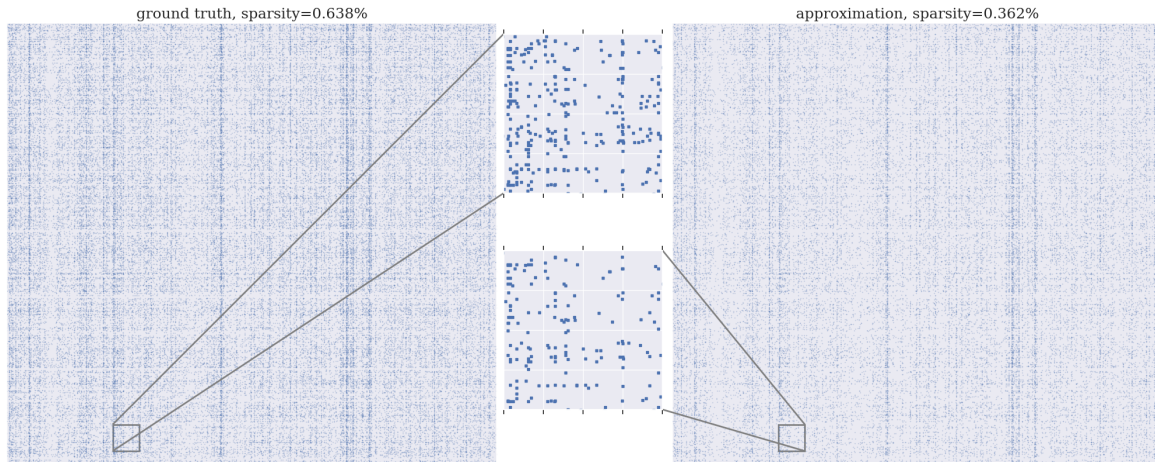 ground truth, sparsity=0.638%
approximation, sparsity=0.362%